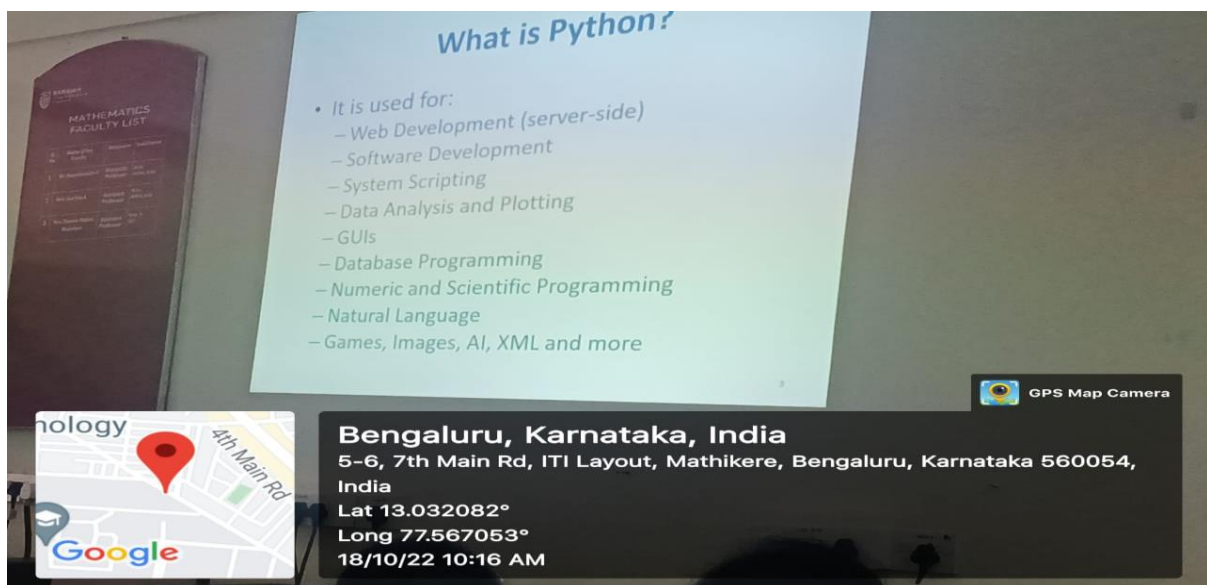 What is Python?
• It is used for:
– Web Development (server-side)
– Software Development
– System Scripting
– Data Analysis and Plotting
– GUIs
– Database Programming
– Numeric and Scientific Programming
– Natural Language
– Games, Images, AI, XML and more
MATHEMATICS
FACULTY LIST
GPS Map Camera
nology
4th Main Rd
Google
Bengaluru, Karnataka, India
5-6, 7th Main Rd, ITI Layout, Mathikere, Bengaluru, Karnataka 560054,
India
Lat 13.032082°
Long 77.567053°
18/10/22 10:16 AM